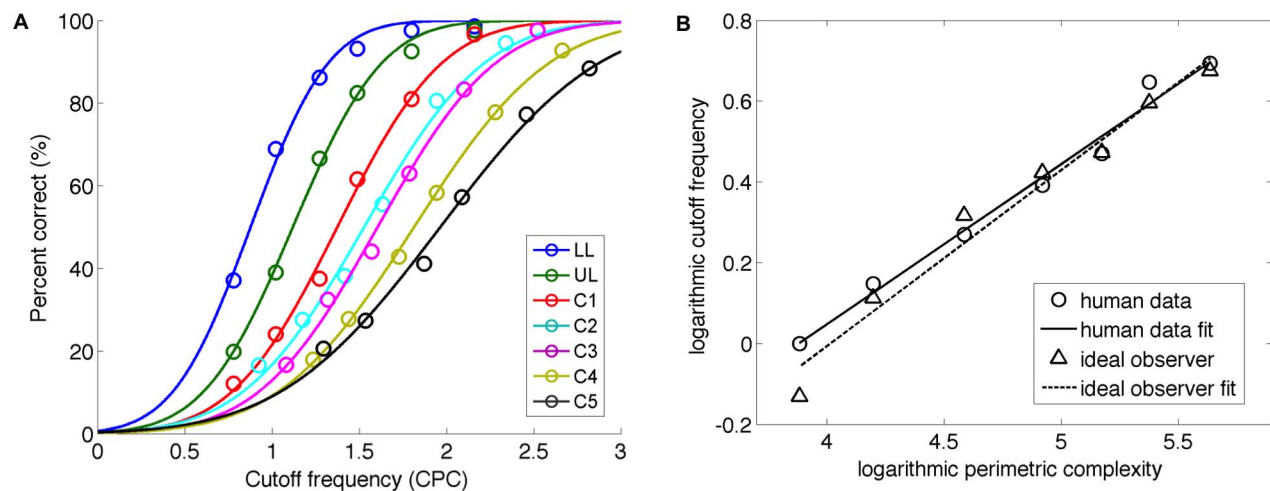 A
100
80
60
40
20
0
Percent correct (%)
0 0.5 1 1.5 2 2.5 3
Cutoff frequency (CPC)
LL
UL
C1
C2
C3
C4
C5
B
0.8
0.6
0.4
0.2
0
-0.2
logarithmic cutoff frequency
4 4.5 5 5.5
logarithmic perimetric complexity
human data
human data fit
ideal observer
ideal observer fit